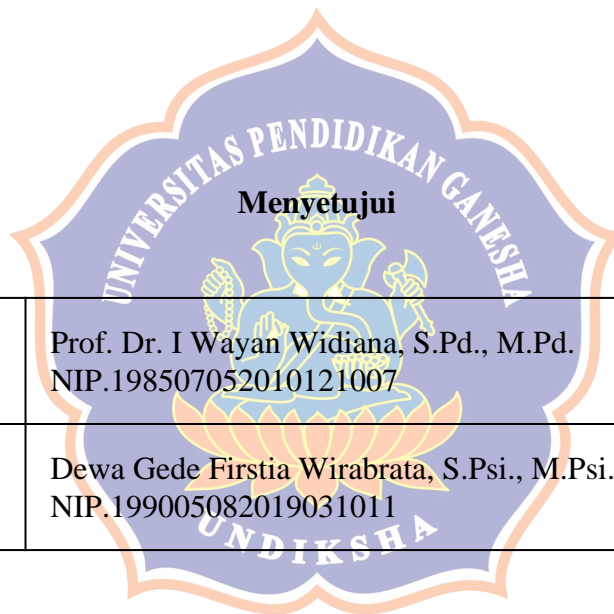 UNIVERSITAS PENDIDIKAN GANESHA
Menyetujui
Prof. Dr. I Wayan Widiana, S.Pd., M.Pd.
NIP.198507052010121007
Dewa Gede Firstia Wirabrata, S.Psi., M.Psi.
NIP.199005082019031011
UNDIKSHA